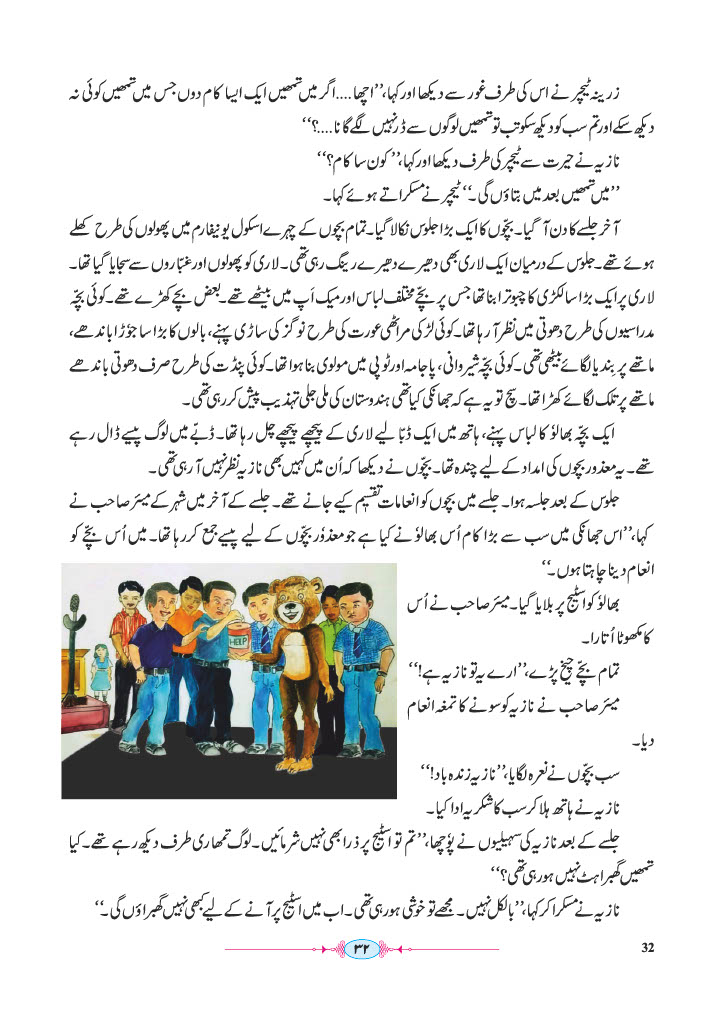 زرینہ ٹیچر نے اس کی طرف غور سے دیکھا اور کہا، ”اچھا....اگر میں تمھیں ایک ایسا کام دوں جس میں تمھیں کوئی نہ
دیکھ سکے اور تم سب کو دیکھ سکو تب تو تمھیں لوگوں سے ڈر نہیں لگے گا نا....؟“
نازیہ نے حیرت سے ٹیچر کی طرف دیکھا اور کہا، ”کون سا کام؟“
”میں تمھیں بعد میں بتاؤں گی۔“ ٹیچر نے مسکراتے ہوئے کہا۔
آخر جلسے کا دن آ گیا۔ بچّوں کا ایک بڑا جلوس نکالا گیا۔ تمام بچّوں کے چہرے اسکول یونیفارم میں پھولوں کی طرح کھلے
ہوئے تھے۔ جلوس کے درمیان ایک لاری بھی دھیرے دھیرے رینگ رہی تھی۔ لاری کو پھولوں اور غبّاروں سے سجایا گیا تھا۔
لاری پر ایک بڑا سا لکڑی کا چبوترا بنا تھا جس پر بچّے مختلف لباس اور میک اَپ میں بیٹھے تھے۔ بعض بچّے کھڑے تھے۔ کوئی بچّہ
مدراسیوں کی طرح دھوتی میں نظر آ رہا تھا۔ کوئی لڑکی مراٹھی عورت کی طرح نو گز کی ساڑی پہنے، بالوں کا بڑا سا جوٗڑا باندھے،
ماتھے پر بندیا لگائے بیٹھی تھی۔ کوئی بچّہ شیروانی، پاجامہ اور ٹوپی میں مولوی بنا ہوا تھا۔ کوئی پنڈت کی طرح صرف دھوتی باندھے
ماتھے پر تلک لگائے کھڑا تھا۔ سچ تو یہ ہے کہ جھانکی کیا تھی ہندوستان کی ملی جلی تہذیب پیش کر رہی تھی۔
ایک بچّہ بھالوٗ کا لباس پہنے، ہاتھ میں ایک ڈبّا لیے لاری کے پیچھے پیچھے چل رہا تھا۔ ڈبّے میں لوگ پیسے ڈال رہے
تھے۔ یہ معذور بچوں کی امداد کے لیے چندہ تھا۔ بچّوں نے دیکھا کہ اُن میں کہیں بھی نازیہ نظر نہیں آ رہی تھی۔
جلوس کے بعد جلسہ ہوا۔ جلسے میں بچّوں کو انعامات تقسیم کیے جانے تھے۔ جلسے کے آخر میں شہر کے میئر صاحب نے
کہا، ”اس جھانکی میں سب سے بڑا کام اُس بھالوٗ نے کیا ہے جو معذوٗر بچّوں کے لیے پیسے جمع کر رہا تھا۔ میں اُس بچّے کو
انعام دینا چاہتا ہوں۔“
بھالوٗ کو اسٹیج پر بلایا گیا۔ میئر صاحب نے اُس
کا مکھوٹا اُتارا۔
تمام بچّے چیخ پڑے، ”ارے یہ تو نازیہ ہے!“
میئر صاحب نے نازیہ کو سونے کا تمغہ انعام
دیا۔
سب بچّوں نے نعرہ لگایا، ”نازیہ زندہ باد!“
نازیہ نے ہاتھ ہلا کر سب کا شکریہ ادا کیا۔
HELP
جلسے کے بعد نازیہ کی سہیلیوں نے پوٗچھا، ”تم تو اسٹیج پر ذرا بھی نہیں شرمائیں۔ لوگ تمھاری طرف دیکھ رہے تھے۔ کیا
تمھیں گھبراہٹ نہیں ہو رہی تھی؟“
نازیہ نے مسکرا کر کہا، ”بالکل نہیں۔ مجھے تو خوشی ہو رہی تھی۔ اب میں اسٹیج پر آنے کے لیے کبھی نہیں گھبراؤں گی۔“
۳۲
32